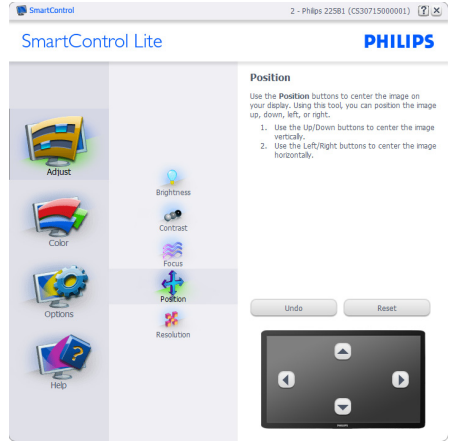 SmartControl
2 - Philips 225B1 (CS30715000001)
SmartControl Lite
PHILIPS
Adjust
Color
Options
Help
Brightness
Contrast
Focus
Position
Resolution
Position
Use the Position buttons to center the image on
your display. Using this tool, you can position the image
up, down, left, or right.
1. Use the Up/Down buttons to center the image
vertically.
2. Use the Left/Right buttons to center the image
horizontally.
Undo
Reset
PHILIPS